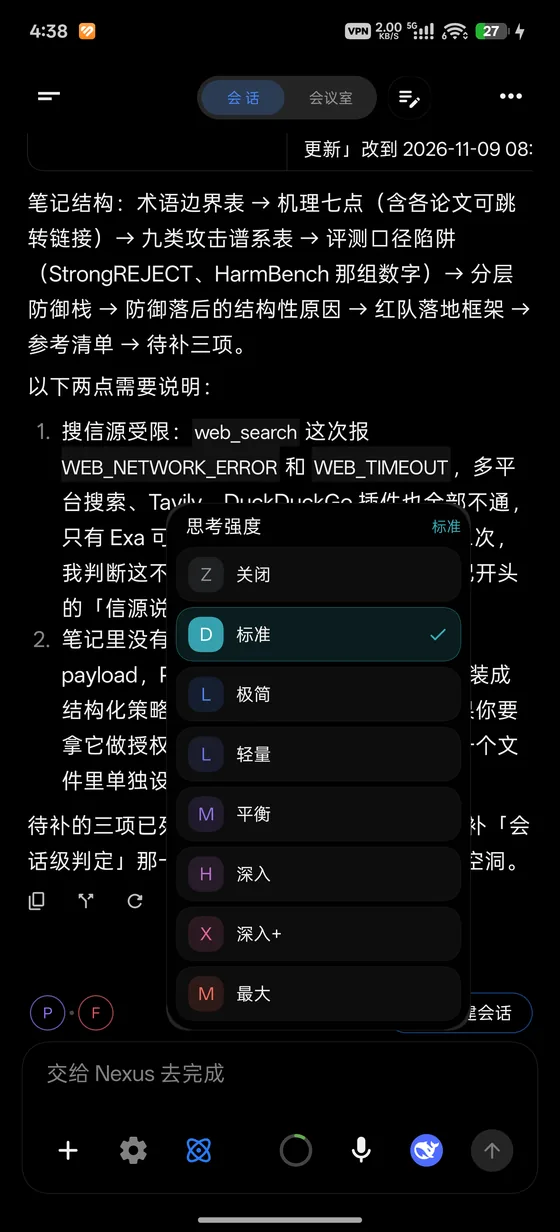 4:38
VPN 2.00 KB/S 5G 27
会话 会议室
更新」改到 2026-11-09 08:
笔记结构：术语边界表 → 机理七点（含各论文可跳
转链接）→ 九类攻击谱系表 → 评测口径陷阱
（StrongREJECT、HarmBench 那组数字）→ 分层
防御栈 → 防御落后的结构性原因 → 红队落地框架 →
参考清单 → 待补三项。
以下两点需要说明：
1. 搜信源受限：web_search 这次报
WEB_NETWORK_ERROR 和 WEB_TIMEOUT，多平
台搜索、Tavily、DuckDuckGo 插件也全部不通，
只有 Exa 可
次，
我判断这不
开头
的「信源说
2. 笔记里没有
payload，
装成
结构化策略
你要
拿它做授权
个文
件里单独设
待补的三项已
补「会
话级判定」那一
空洞。
思考强度 标准
Z 关闭
D 标准
L 极简
L 轻量
M 平衡
H 深入
X 深入+
M 最大
P F
建会话
交给 Nexus 去完成